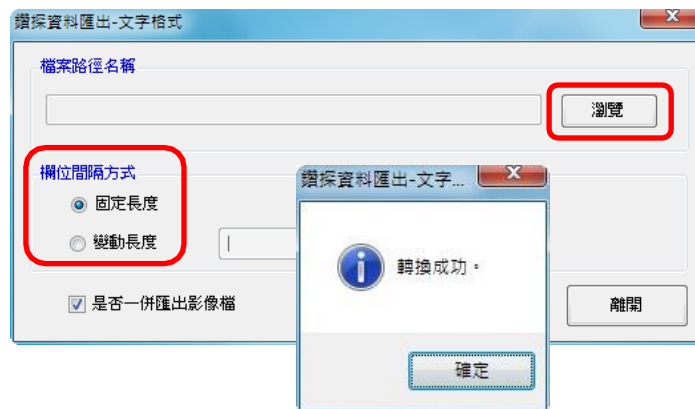 鑽探資料匯出-文字格式
檔案路徑名稱
瀏覽
欄位間隔方式
固定長度
變動長度
|
是否一併匯出影像檔
離開
鑽探資料匯出-文字...
轉換成功。
確定